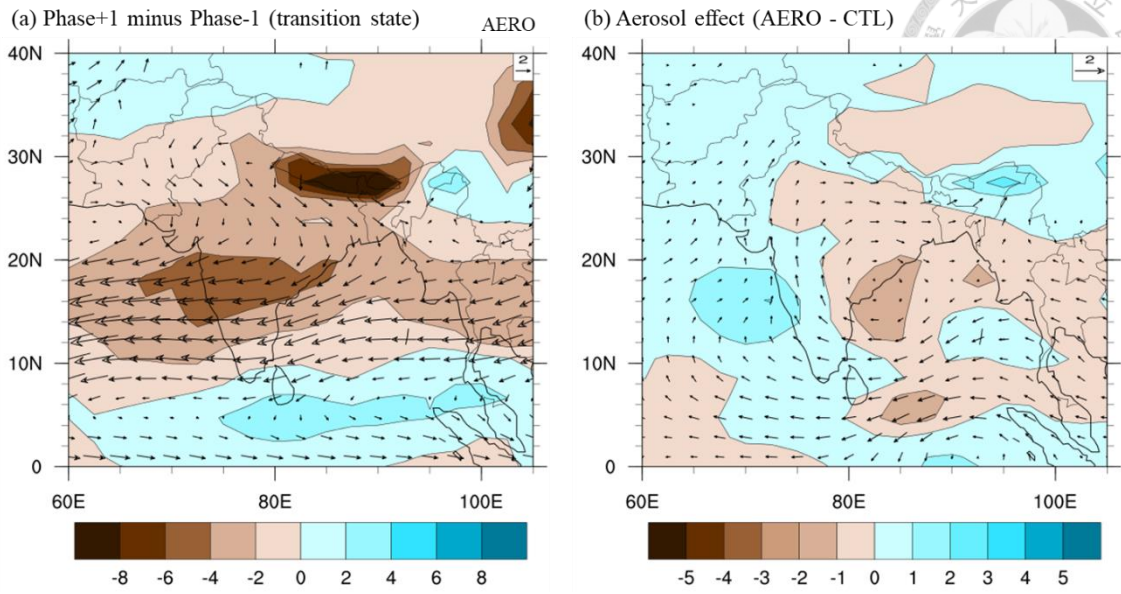 (a) Phase+1 minus Phase-1 (transition state) AERO
(b) Aerosol effect (AERO - CTL)
2
2
40N
30N
20N
10N
0
60E 80E 100E
-8 -6 -4 -2 0 2 4 6 8
40N
30N
20N
10N
0
60E 80E 100E
-5 -4 -3 -2 -1 0 1 2 3 4 5